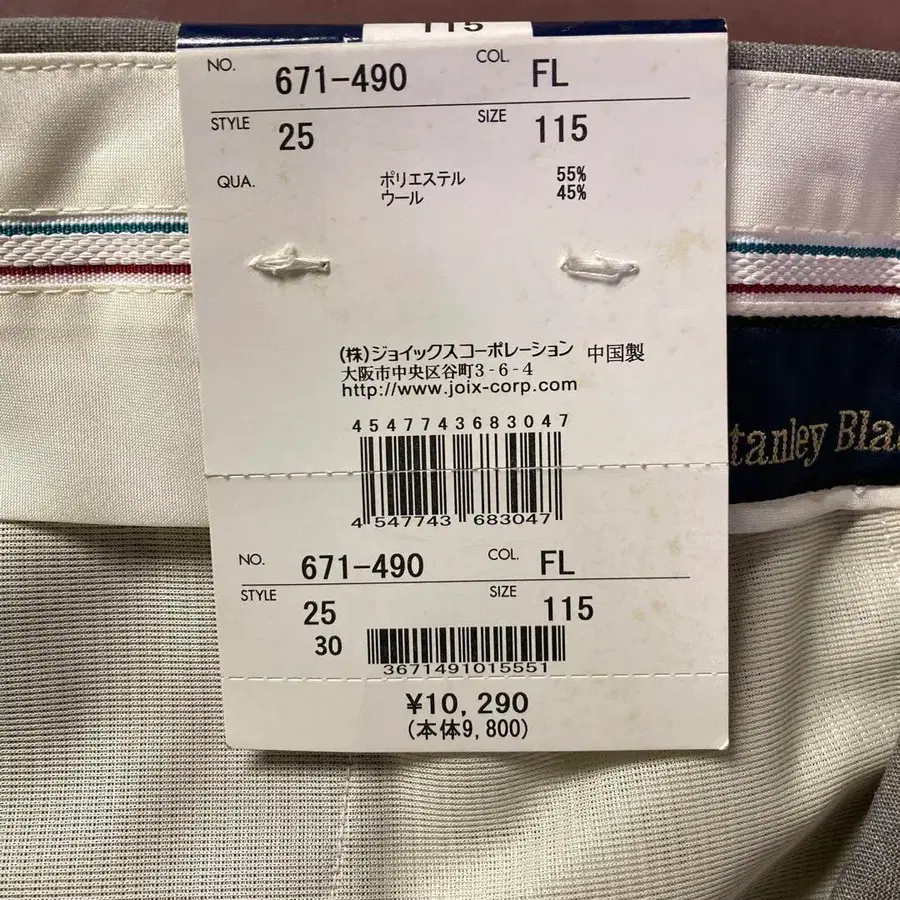 115
NO. 671-490 COL. FL
STYLE 25 SIZE 115
QUA. ポリエステル 55%
ウール 45%
(株)ジョイックスコーポレーション 中国製
大阪市中央区谷町3-6-4
http://www.joix-corp.com
4547743683047
4 547743 683047
tanley Bla
NO. 671-490 COL. FL
STYLE 25 SIZE 115
30
3671491015551
¥10,290
(本体9,800)